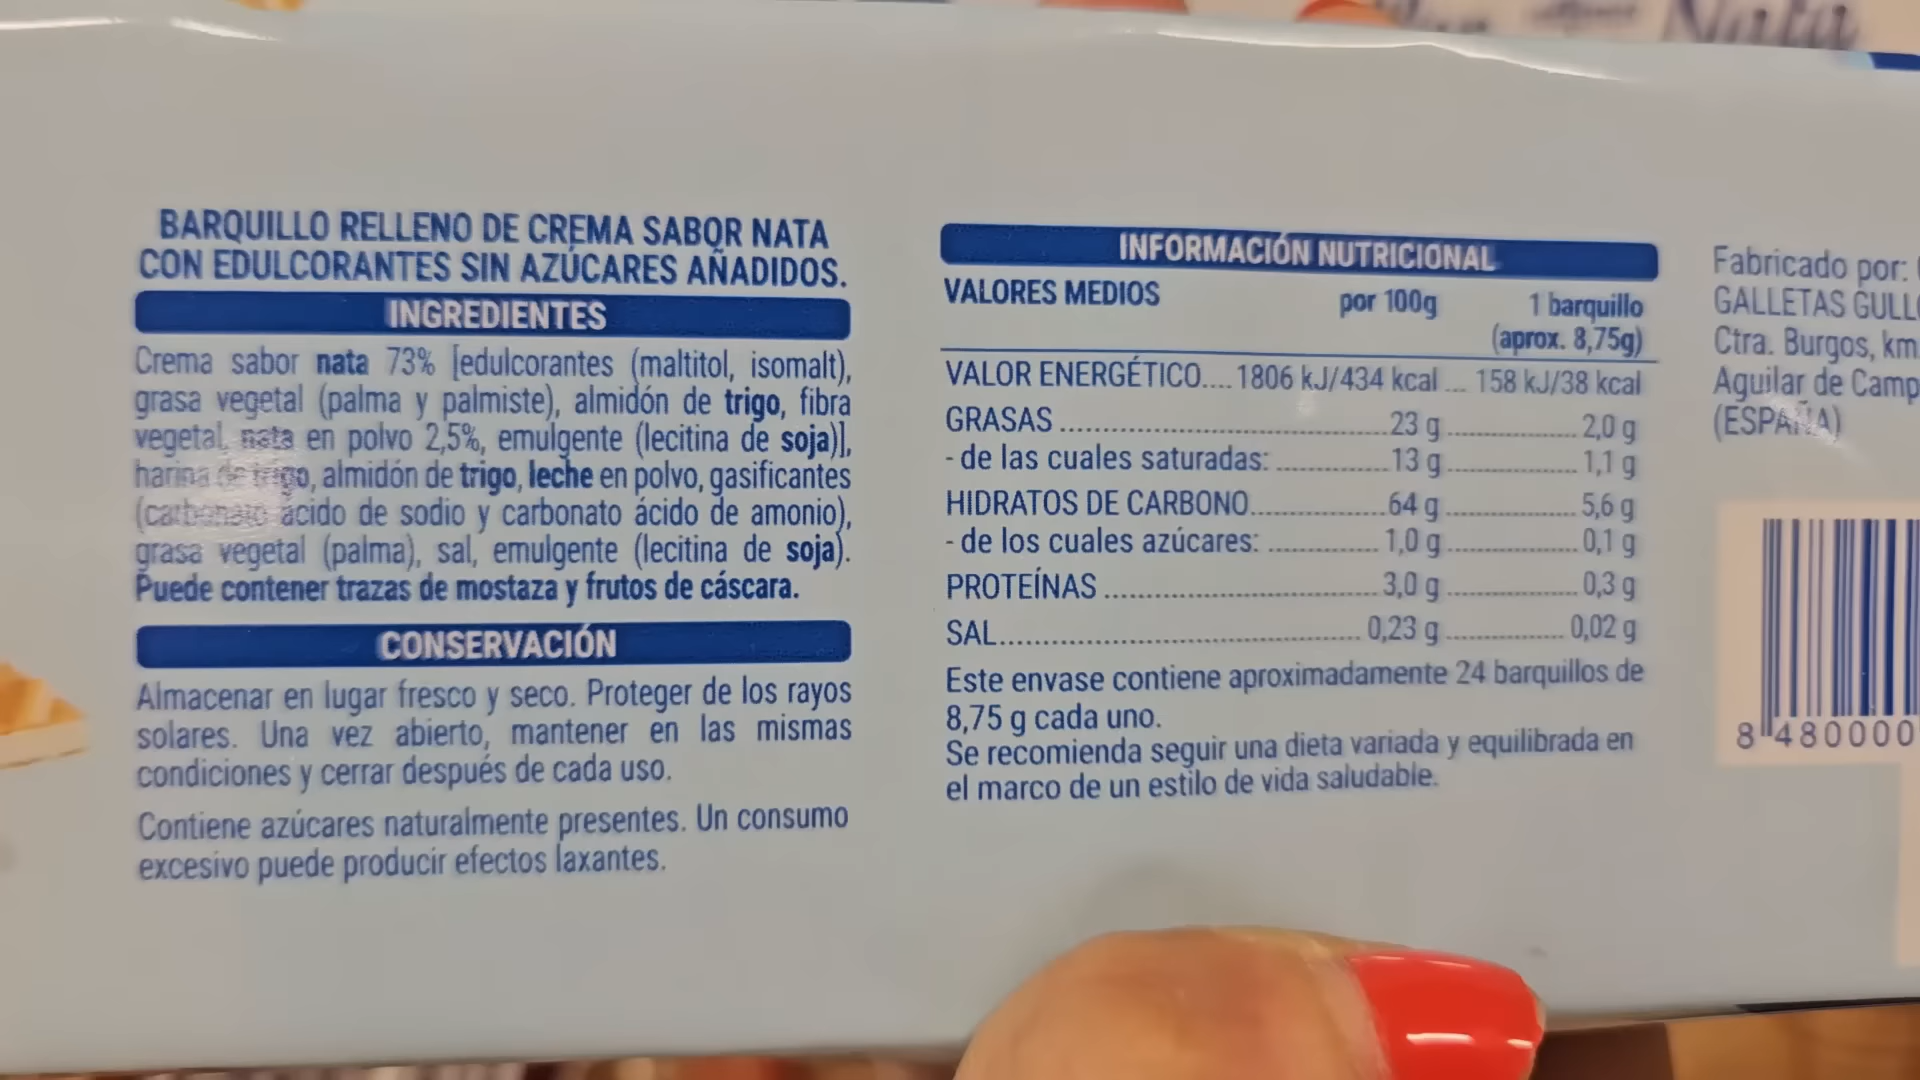 Nata
BARQUILLO RELLENO DE CREMA SABOR NATA
CON EDULCORANTES SIN AZÚCARES AÑADIDOS.
INGREDIENTES
Crema sabor nata 73% [edulcorantes (maltitol, isomalt),
grasa vegetal (palma y palmiste), almidón de trigo, fibra
vegetal, nata en polvo 2,5%, emulgente (lecitina de soja)],
harina de trigo, almidón de trigo, leche en polvo, gasificantes
(carbonato ácido de sodio y carbonato ácido de amonio),
grasa vegetal (palma), sal, emulgente (lecitina de soja).
Puede contener trazas de mostaza y frutos de cáscara.
CONSERVACIÓN
Almacenar en lugar fresco y seco. Proteger de los rayos
solares. Una vez abierto, mantener en las mismas
condiciones y cerrar después de cada uso.
Contiene azúcares naturalmente presentes. Un consumo
excesivo puede producir efectos laxantes.
INFORMACIÓN NUTRICIONAL
VALORES MEDIOS por 100g 1 barquillo
(aprox. 8,75g)
VALOR ENERGÉTICO.... 1806 kJ/434 kcal ... 158 kJ/38 kcal
GRASAS 23 g 2,0 g
- de las cuales saturadas: 13 g 1,1 g
HIDRATOS DE CARBONO 64 g 5,6 g
- de los cuales azúcares: 1,0 g 0,1 g
PROTEÍNAS 3,0 g 0,3 g
SAL 0,23 g 0,02 g
Este envase contiene aproximadamente 24 barquillos de
8,75 g cada uno.
Se recomienda seguir una dieta variada y equilibrada en
el marco de un estilo de vida saludable.
Fabricado por:
GALLETAS GULL
Ctra. Burgos, km
Aguilar de Camp
(ESPAÑA)
8 480000